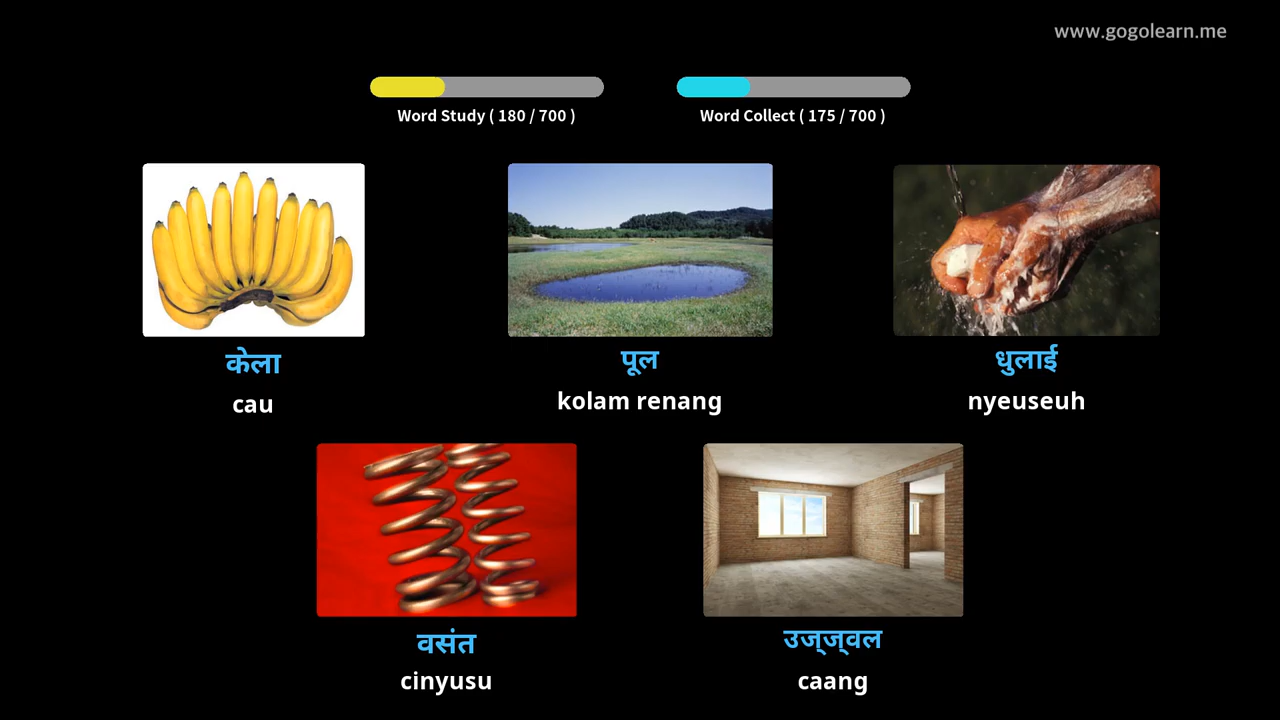 www.gogolearn.me
Word Study ( 180 / 700 )
Word Collect ( 175 / 700 )
केला
cau
पूल
kolam renang
धुलाई
nyeuseuh
वसंत
cinyusu
उज्ज्वल
caang